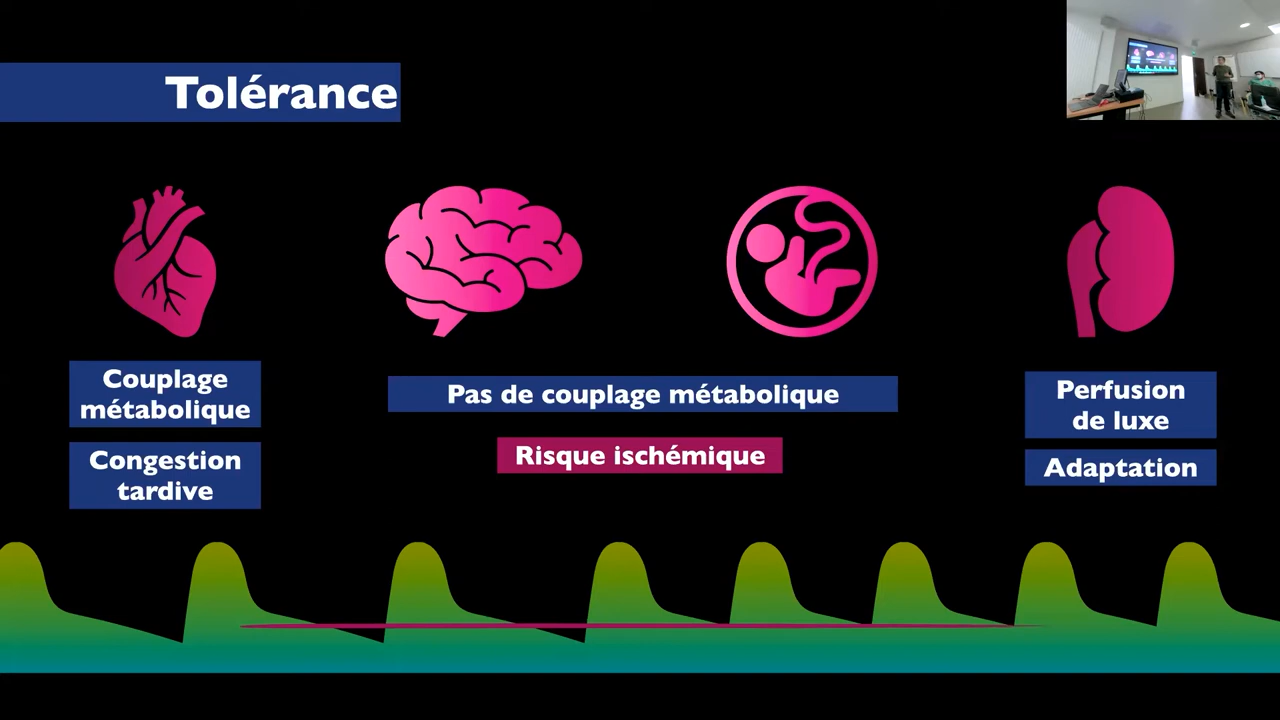 Tolérance
Couplage
métabolique
Congestion
tardive
Pas de couplage métabolique
Risque ischémique
Perfusion
de luxe
Adaptation